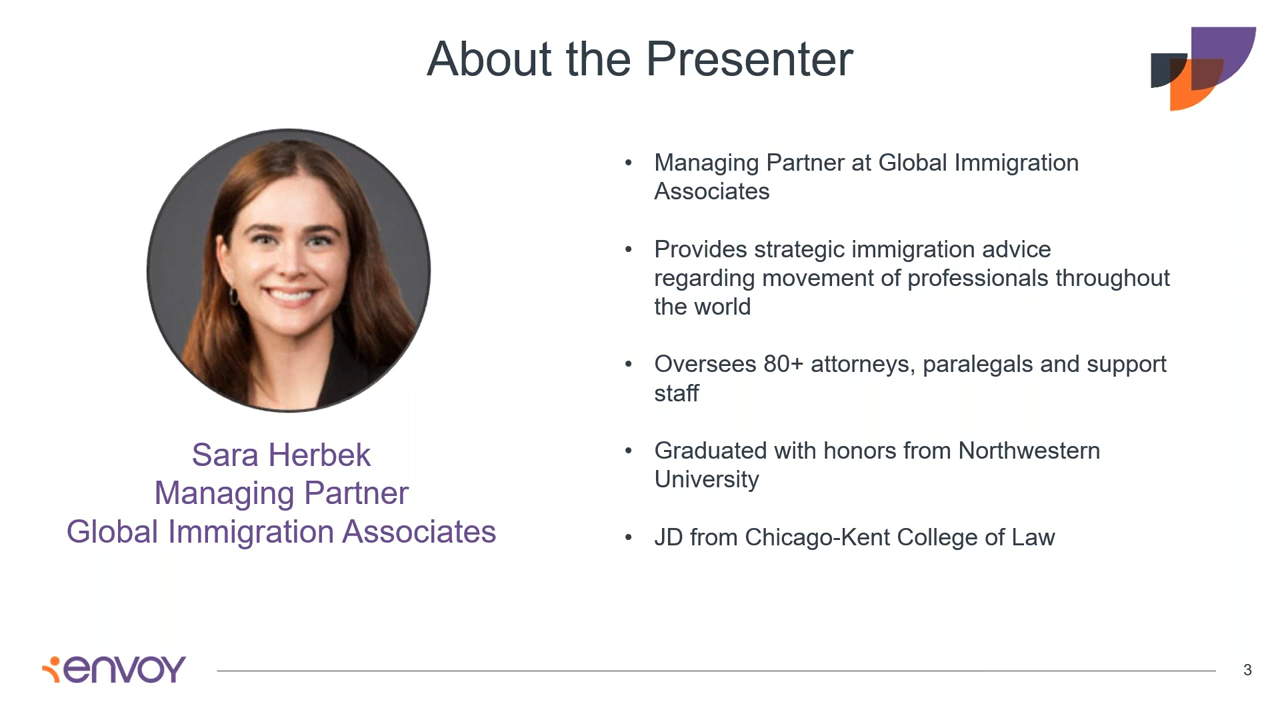 About the Presenter
• Managing Partner at Global Immigration
Associates
• Provides strategic immigration advice
regarding movement of professionals throughout
the world
• Oversees 80+ attorneys, paralegals and support
staff
• Graduated with honors from Northwestern
University
• JD from Chicago-Kent College of Law
Sara Herbek
Managing Partner
Global Immigration Associates
envoy
3